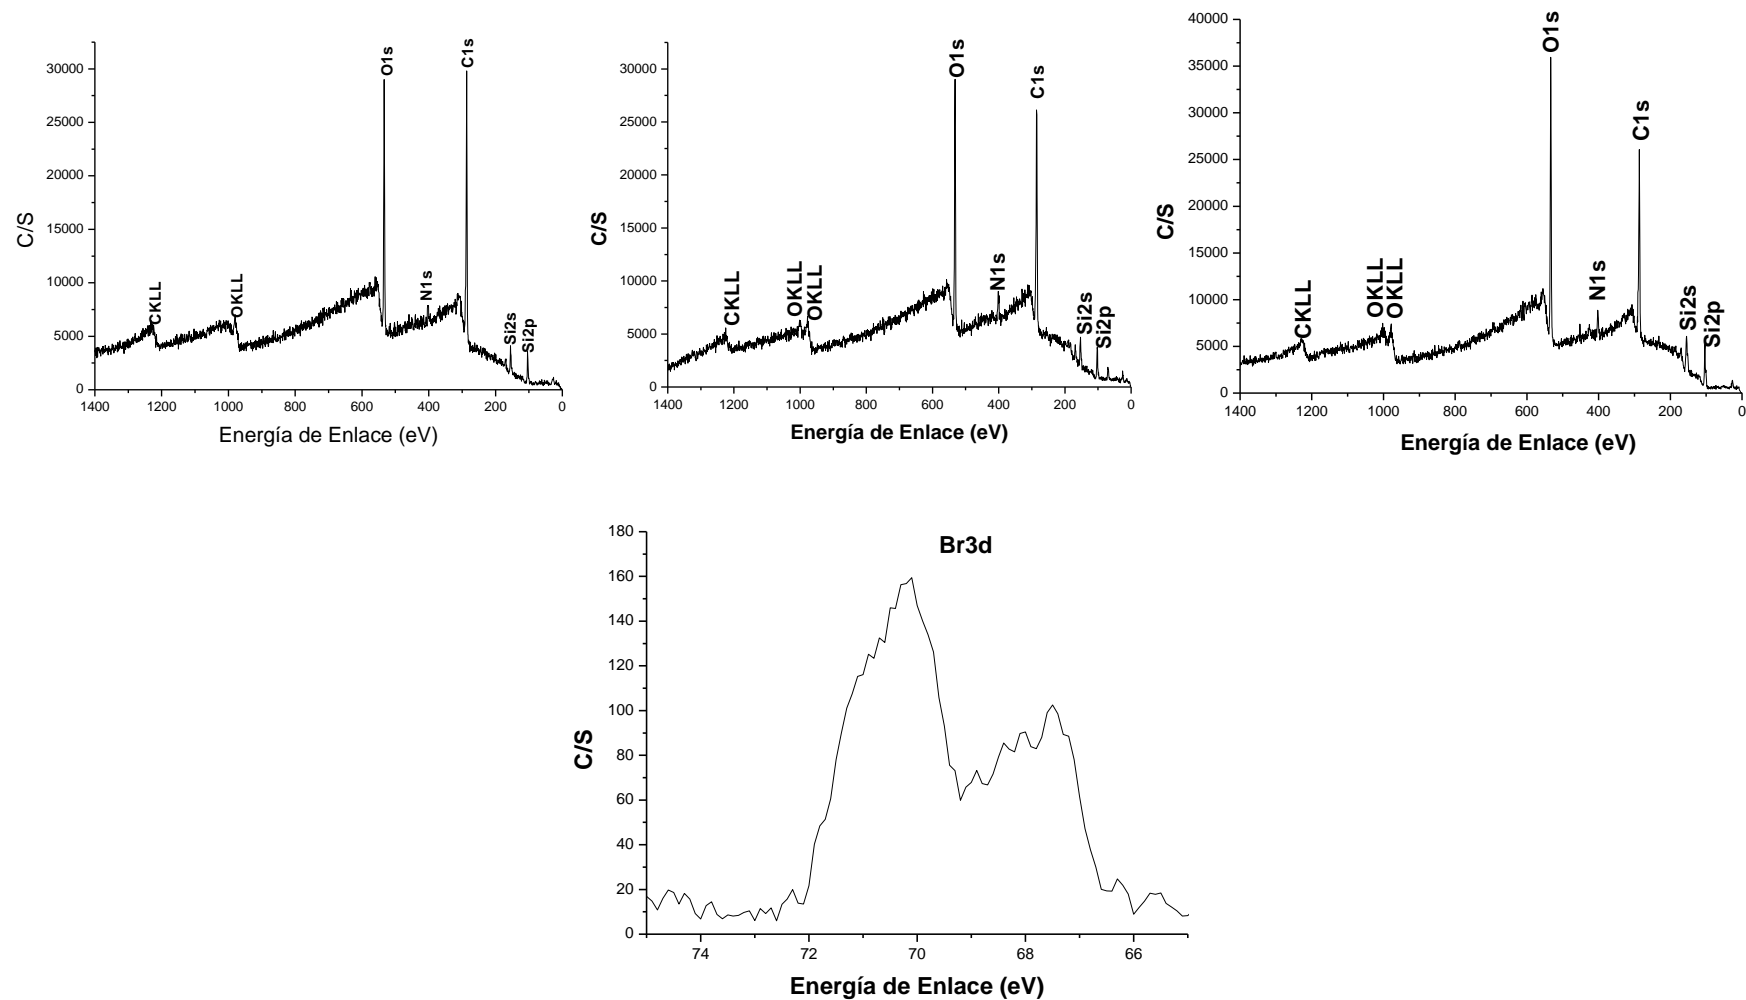 O1s
C1s
30000
25000
20000
15000
10000
5000
0
C/S
CKLL
OKLL
N1s
Si2s
Si2p
1400 1200 1000 800 600 400 200 0
Energía de Enlace (eV)
O1s
C1s
30000
25000
20000
15000
10000
5000
0
C/S
CKLL
OKLL
OKLL
N1s
Si2s
Si2p
1400 1200 1000 800 600 400 200 0
Energía de Enlace (eV)
O1s
C1s
40000
35000
30000
25000
20000
15000
10000
5000
0
C/S
CKLL
OKLL
OKLL
N1s
Si2s
Si2p
1400 1200 1000 800 600 400 200 0
Energía de Enlace (eV)
Br3d
180
160
140
120
100
80
60
40
20
0
C/S
74 72 70 68 66
Energía de Enlace (eV)